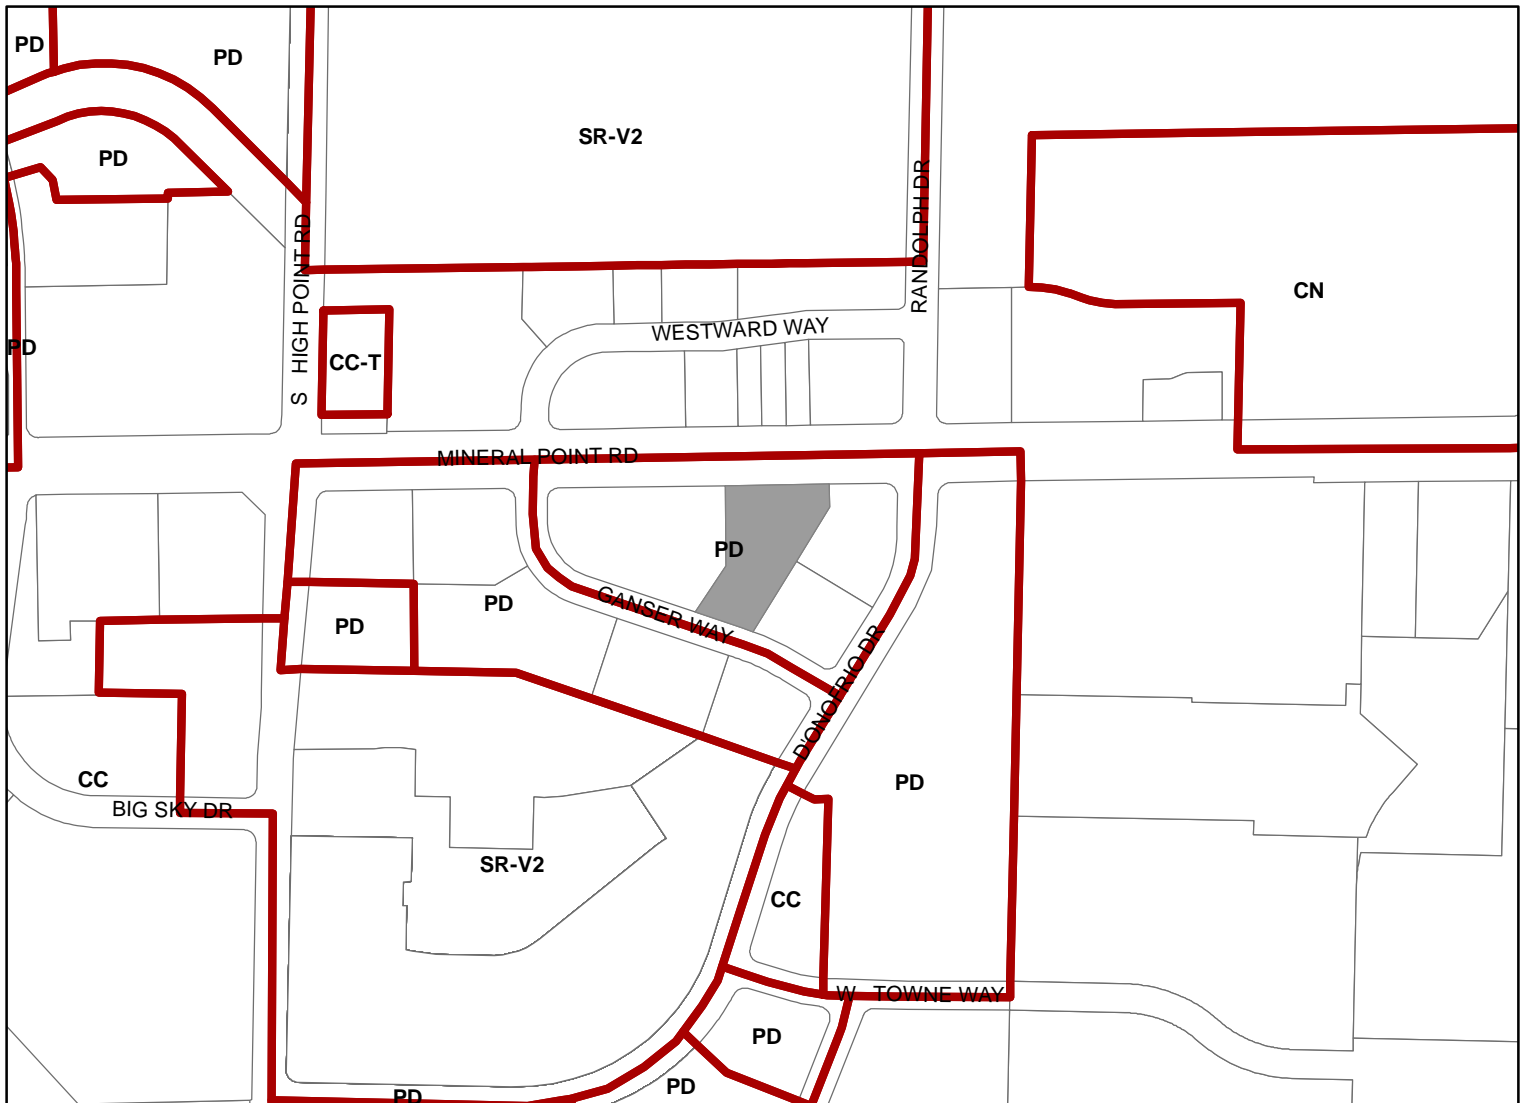 PD
PD
SR-V2
PD
RANDOLPH DR
S HIGH POINT RD
CN
WESTWARD WAY
PD
CC-T
MINERAL POINT RD
PD
GANSER WAY
PD
PD
D'ONOFRIO DR
CC
PD
BIG SKY DR
SR-V2
CC
W TOWNE WAY
PD
PD
PD